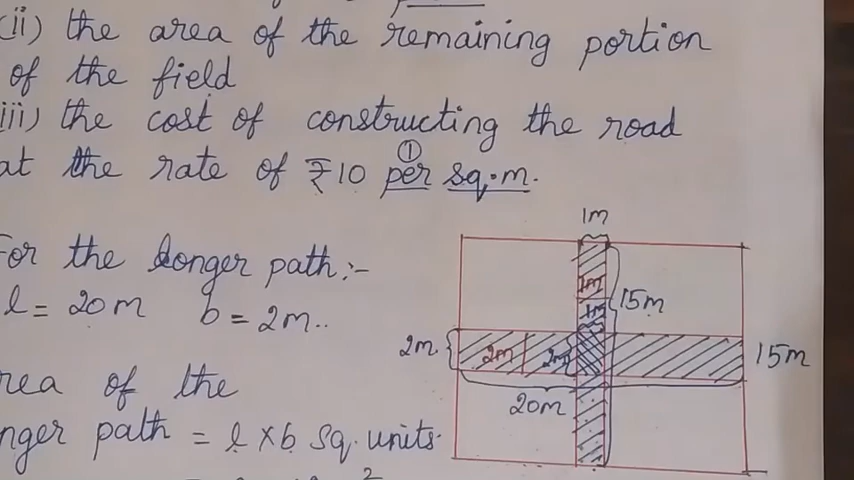 (ii) the area of the remaining portion
of the field
iii) the cost of constructing the road
at the rate of ₹10 per sq.m.
1
For the longer path:-
l = 20m b = 2m..
rea of the
nger path = l x b sq. units.
1m
1m
1m
15m
2m
2m
2m
15m
20m